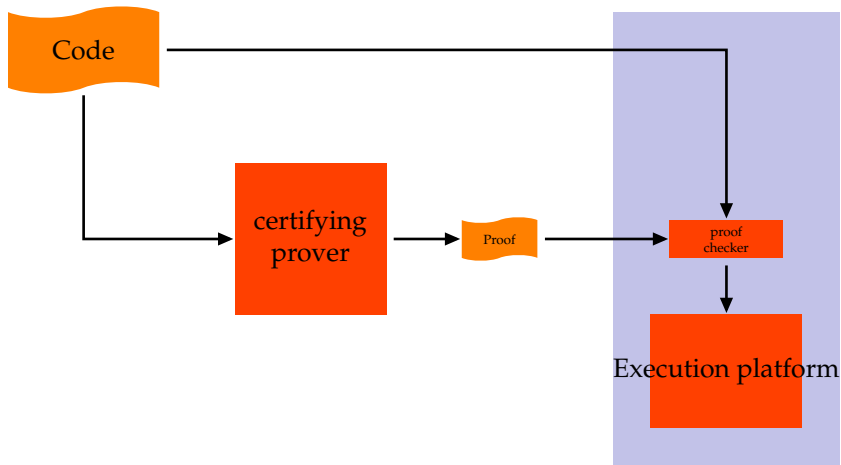 Code
certifying
prover
Proof
proof
checker
Execution platform